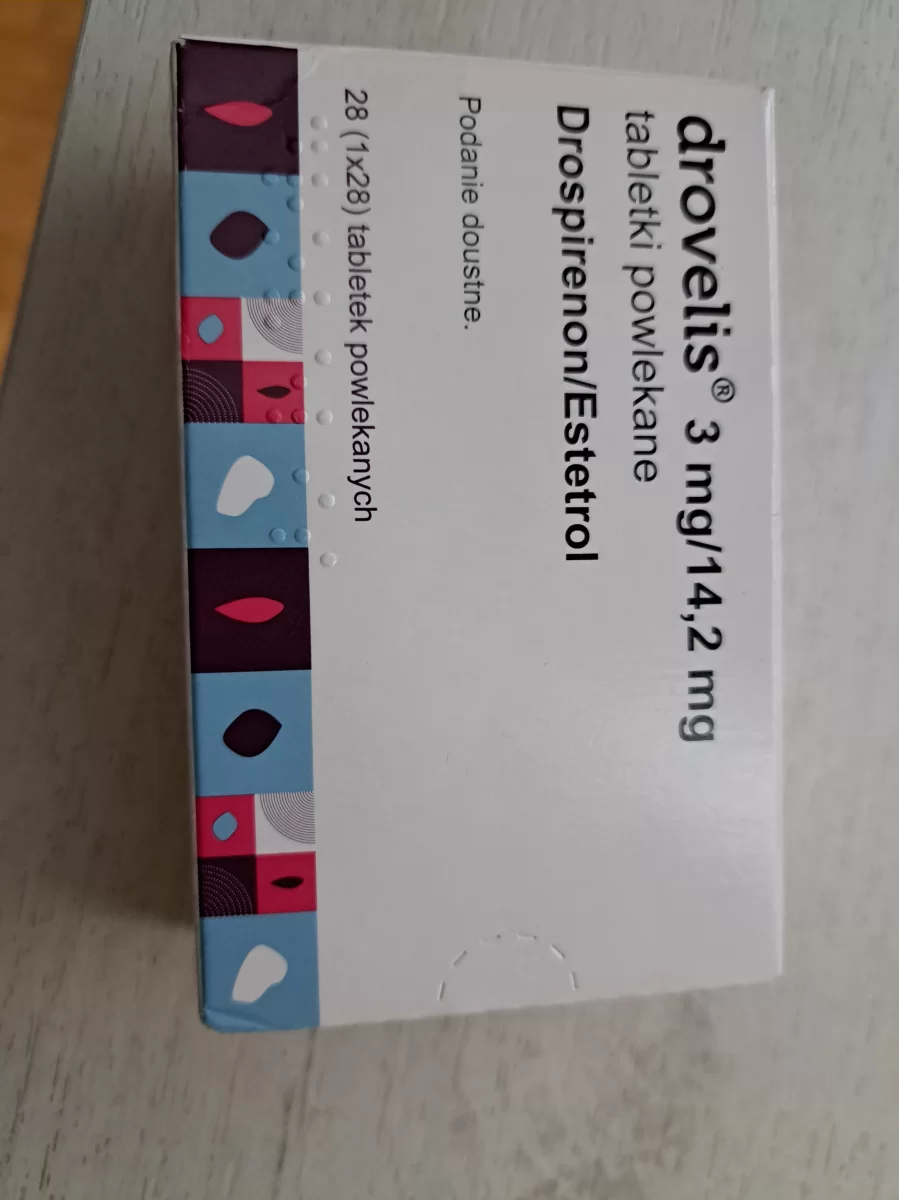 drovelis® 3 mg/14,2 mg
tabletki powlekane
Drospirenon/Estetrol
Podanie doustne.
28 (1x28) tabletek powlekanych